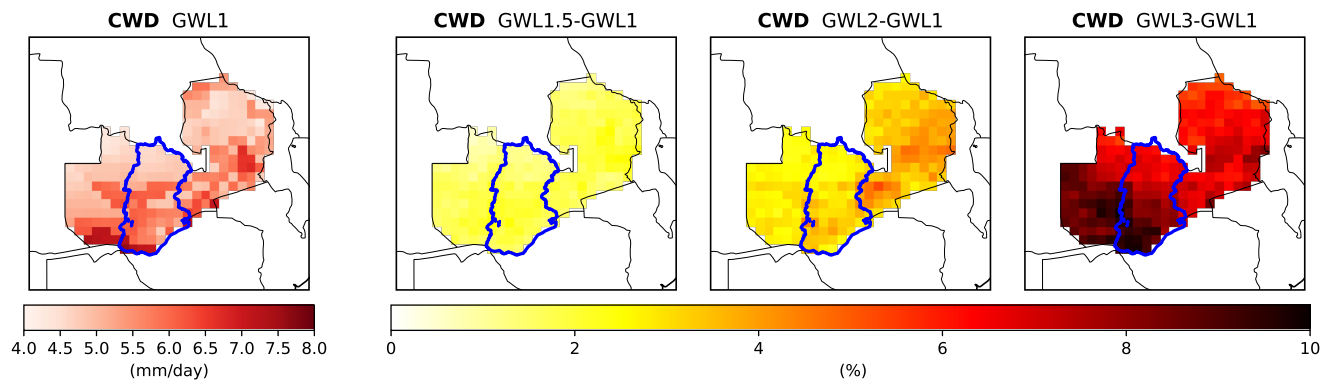 CWD GWL1
CWD GWL1.5-GWL1
CWD GWL2-GWL1
CWD GWL3-GWL1
4.0 4.5 5.0 5.5 6.0 6.5 7.0 7.5 8.0
(mm/day)
0 2 4 6 8 10
(%)